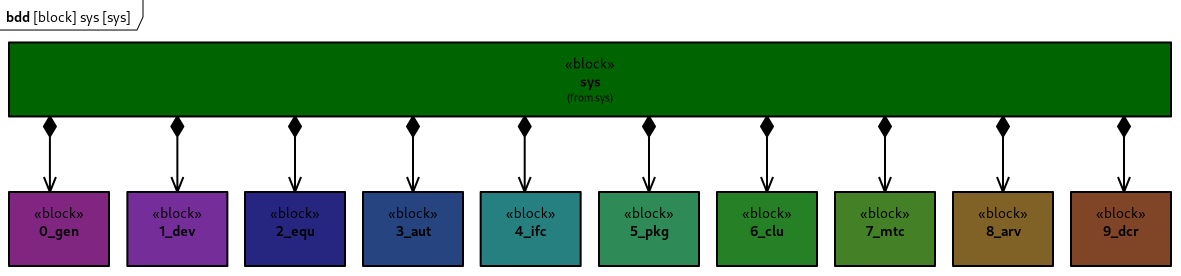 bdd [block] sys [sys]
«block»
sys
(from sys)
«block» «block» «block» «block» «block» «block» «block» «block» «block» «block»
0_gen 1_dev 2_equ 3_aut 4_ifc 5_pkg 6_clu 7_mtc 8_arv 9_dcr